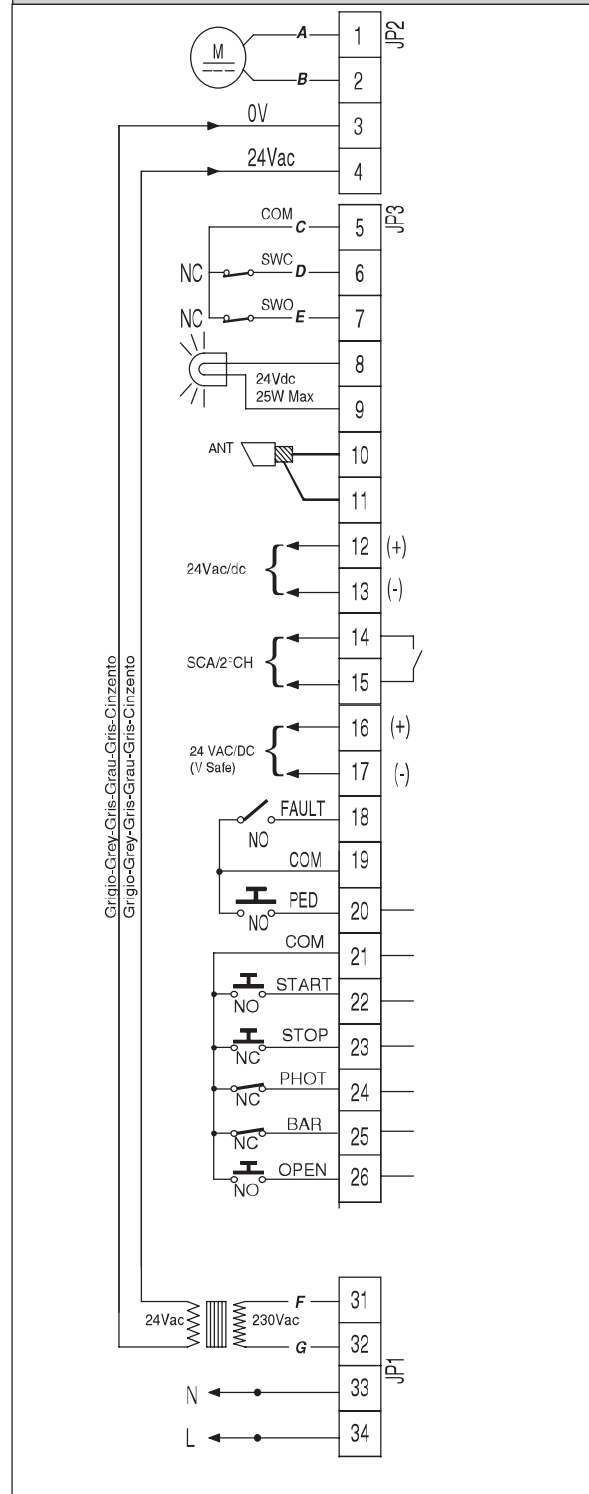 M
A 1 JP2
B 2
0V 3
24Vac 4
COM C 5 JP3
NC SWC D 6
NC SWO E 7
8
24Vdc
25W Max 9
ANT 10
11
12 (+)
24Vac/dc
13 (-)
14
SCA/2°CH
15
16 (+)
24 VAC/DC
(V Safe)
17 (-)
FAULT 18
NO
COM 19
PED 20
NO
COM 21
START 22
NO
STOP 23
NC
PHOT 24
NC
BAR 25
NC
OPEN 26
NO
Grigio-Grey-Gris-Grau-Gris-Cinzento
Grigio-Grey-Gris-Grau-Gris-Cinzento
F 31
24Vac 230Vac
G 32
JP1
N 33
L 34